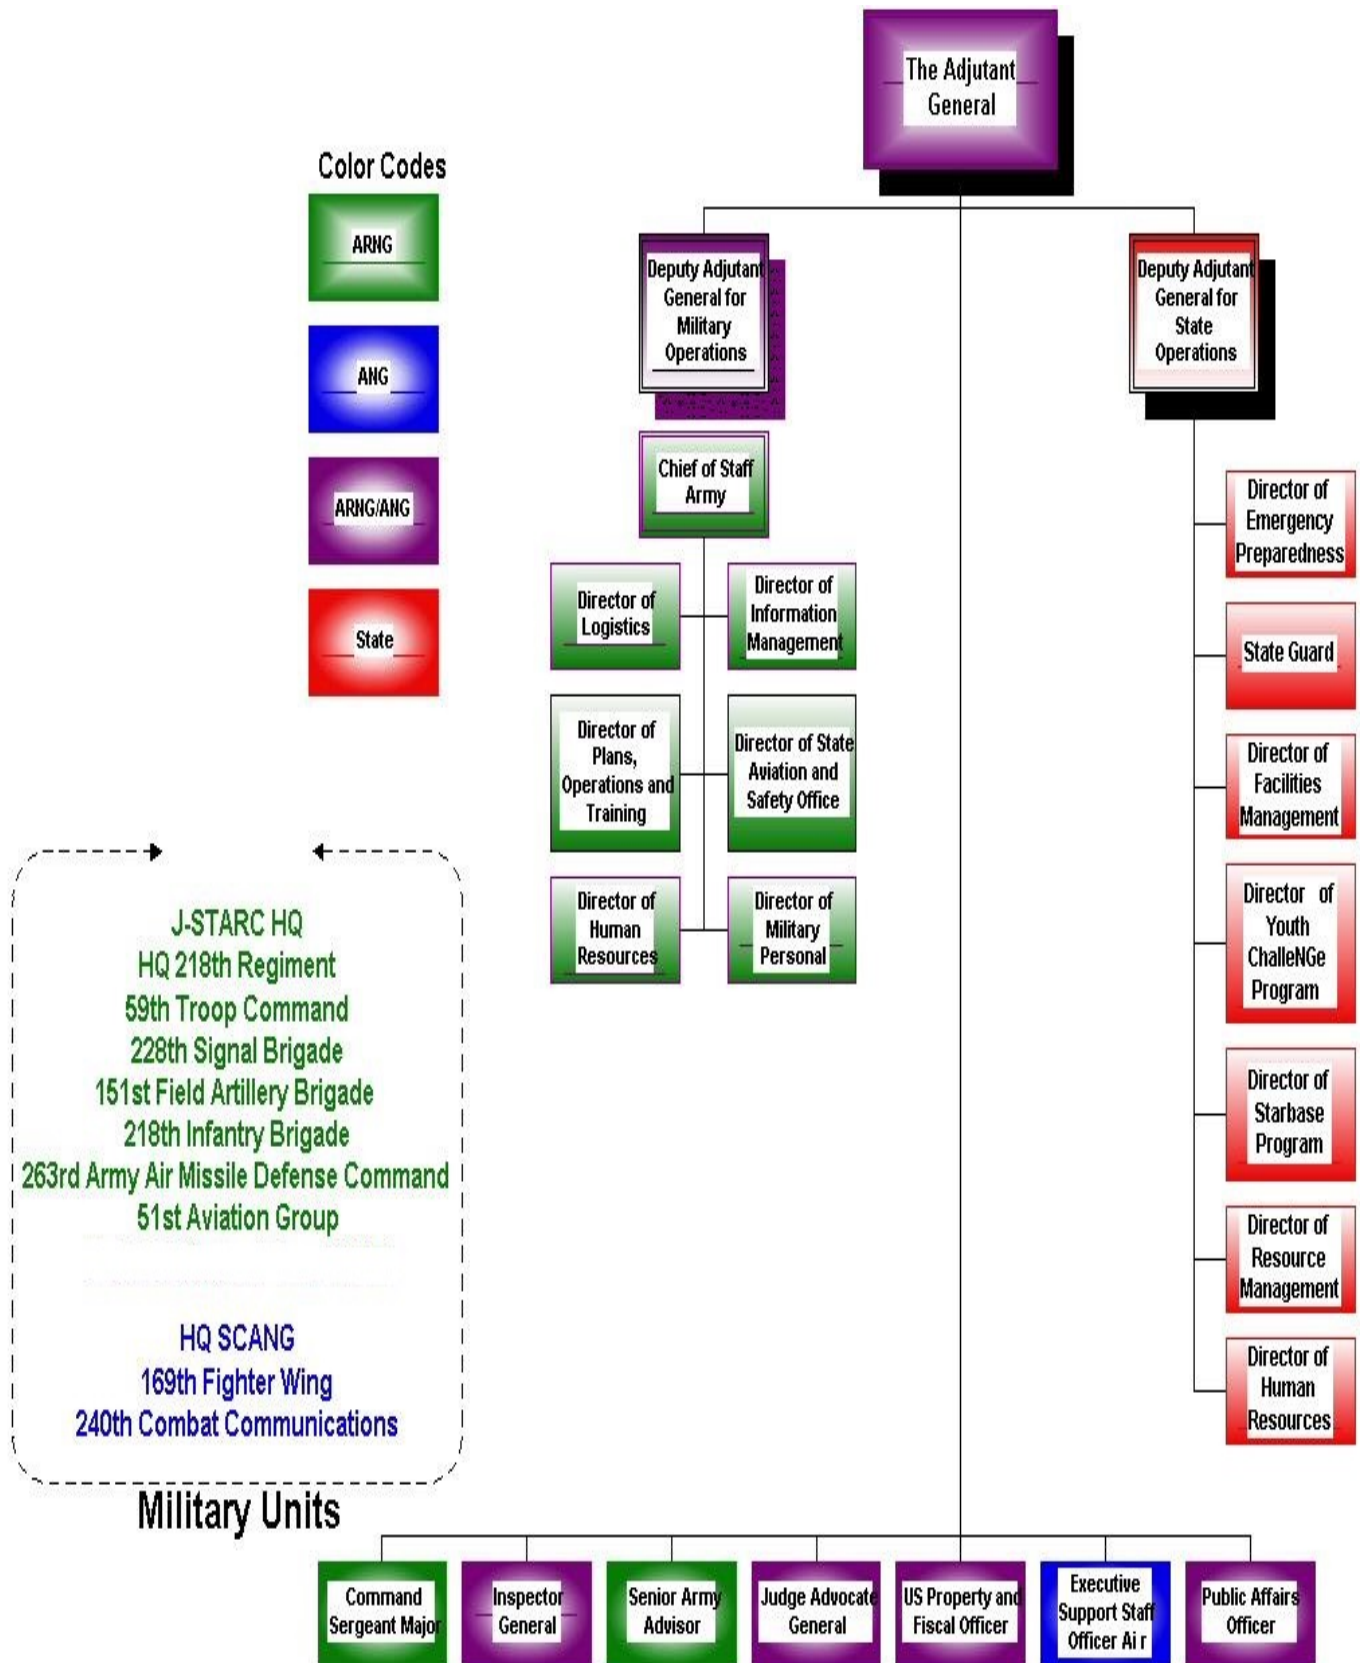 The Adjutant
General
Color Codes
ARNG
ANG
ARNG/ANG
State
Deputy Adjutant
General for
Military
Operations
Deputy Adjutant
General for
State
Operations
Chief of Staff
Army
Director of
Logistics
Director of
Information
Management
Director of
Plans,
Operations and
Training
Director of State
Aviation and
Safety Office
Director of
Human
Resources
Director of
Military
Personal
Director of
Emergency
Preparedness
State Guard
Director of
Facilities
Management
Director of
Youth
ChalleNGe
Program
Director of
Starbase
Program
Director of
Resource
Management
Director of
Human
Resources
J-STARC HQ
HQ 218th Regiment
59th Troop Command
228th Signal Brigade
151st Field Artillery Brigade
218th Infantry Brigade
263rd Army Air Missile Defense Command
51st Aviation Group
HQ SCANG
169th Fighter Wing
240th Combat Communications
Military Units
Command
Sergeant Major
Inspector
General
Senior Army
Advisor
Judge Advocate
General
US Property and
Fiscal Officer
Executive
Support Staff
Officer Ai r
Public Affairs
Officer